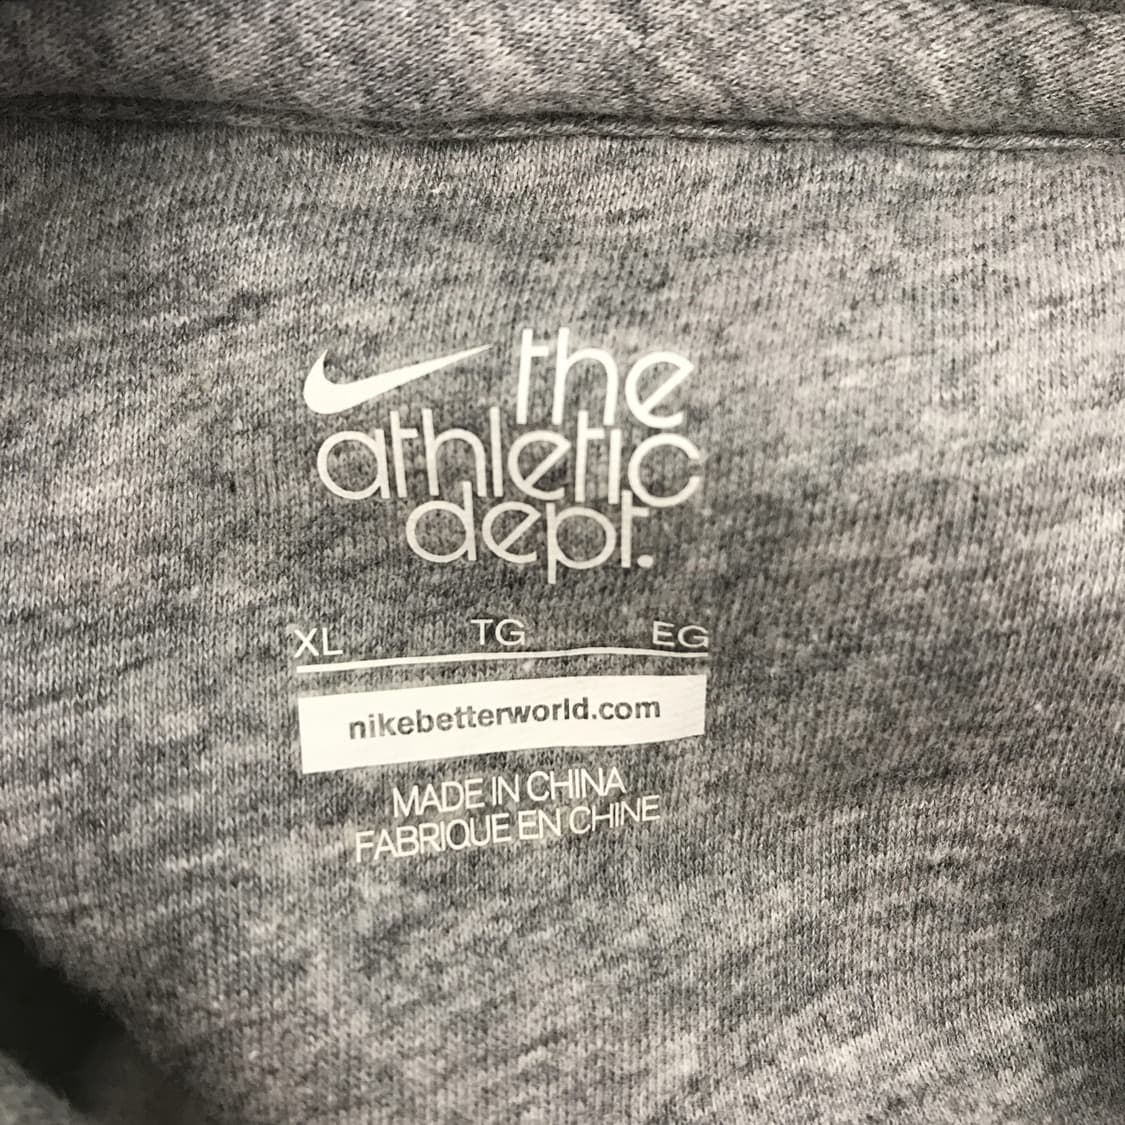 the
athletic
dept.
XL TG EG
nikebetterworld.com
MADE IN CHINA
FABRIQUE EN CHINE